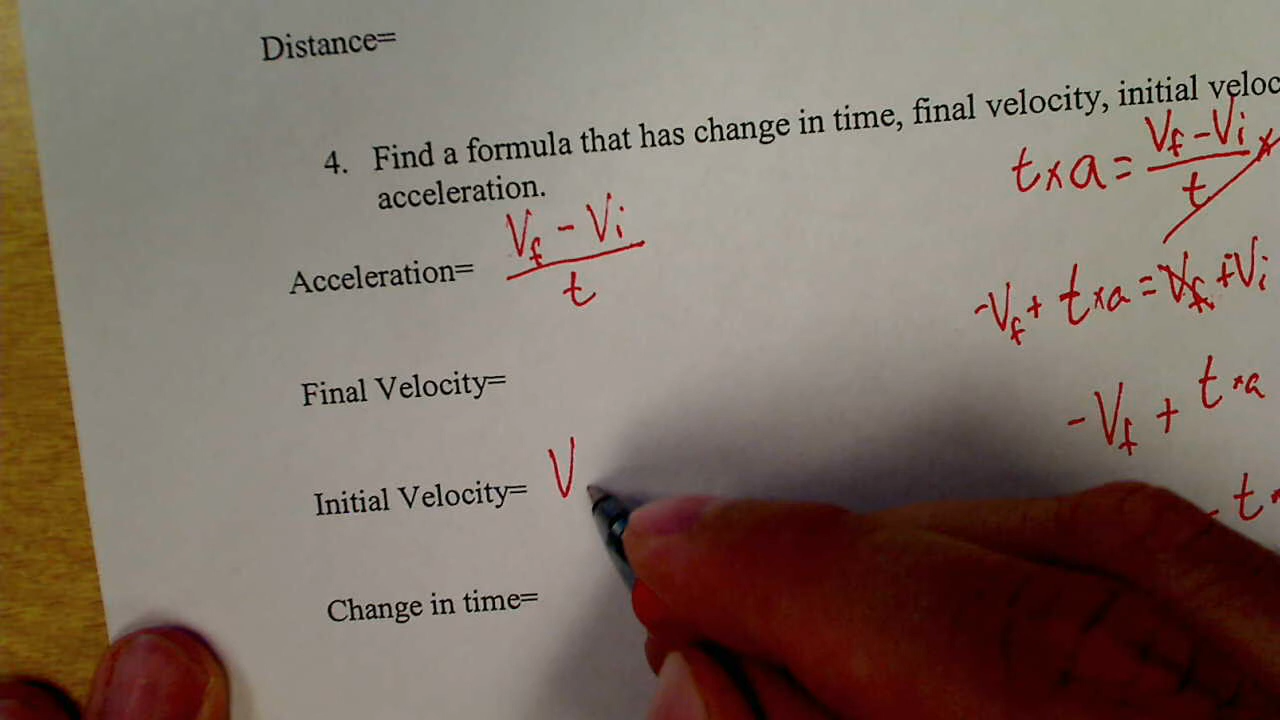 Distance=
4. Find a formula that has change in time, final velocity, initial veloc
acceleration.
t×a = Vf - Vi ×
t
Acceleration= Vf - Vi
t
-Vf + t×a = Vf + Vi
Final Velocity=
-Vf + t×a
Initial Velocity= V
- t
Change in time=